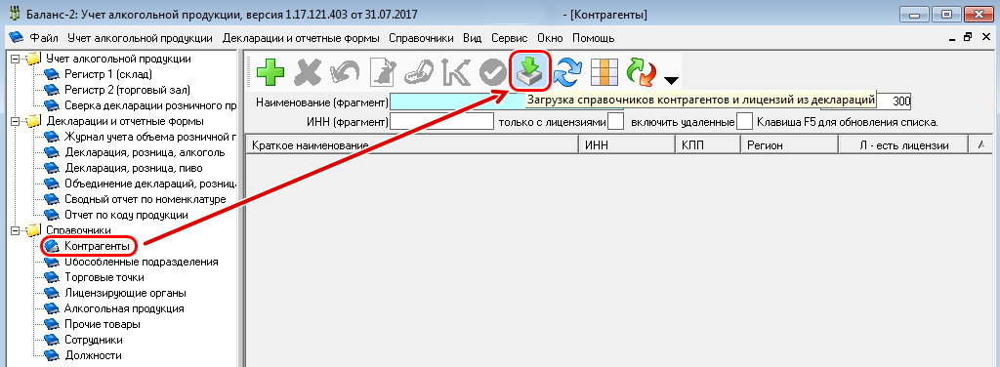 Баланс-2: Учет алкогольной продукции, версия 1.17.121.403 от 31.07.2017 - [Контрагенты]
Файл Учет алкогольной продукции Декларации и отчетные формы Справочники Вид Сервис Окно Помощь
Учет алкогольной продукции
Регистр 1 (склад)
Регистр 2 (торговый зал)
Сверка декларации розничного пр
Декларации и отчетные формы
Журнал учета объема розничной п
Декларация, розница, алкоголь
Декларация, розница, пиво
Объединение деклараций, розница,
Сводный отчет по номенклатуре
Отчет по коду продукции
Справочники
Контрагенты
Обособленные подразделения
Торговые точки
Лицензирующие органы
Алкогольная продукция
Прочие товары
Сотрудники
Должности
Наименование (фрагмент) 300
Загрузка справочников контрагентов и лицензий из деклараций
ИНН (фрагмент) только с лицензиями включить удаленные Клавиша F5 для обновления списка.
Краткое наименование ИНН КПП Регион Л - есть лицензии